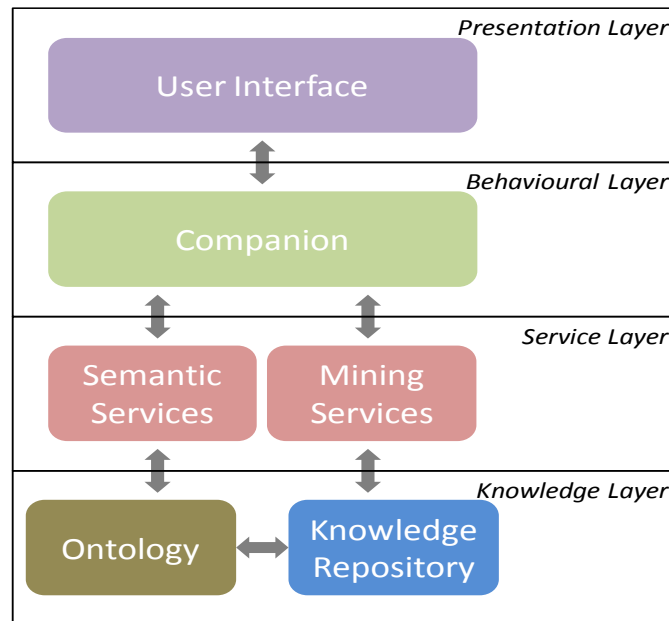 Presentation Layer
User Interface
Behavioural Layer
Companion
Service Layer
Semantic
Services
Mining
Services
Knowledge Layer
Ontology
Knowledge
Repository